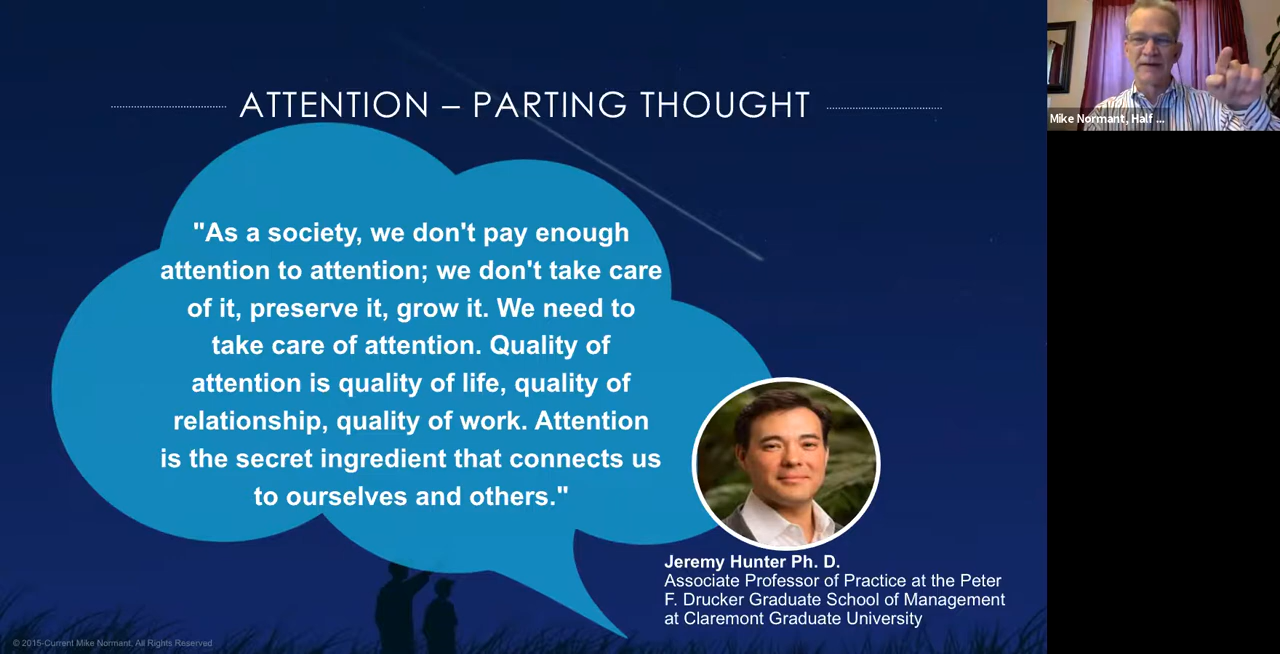 ATTENTION – PARTING THOUGHT
"As a society, we don't pay enough
attention to attention; we don't take care
of it, preserve it, grow it. We need to
take care of attention. Quality of
attention is quality of life, quality of
relationship, quality of work. Attention
is the secret ingredient that connects us
to ourselves and others."
Jeremy Hunter Ph. D.
Associate Professor of Practice at the Peter
F. Drucker Graduate School of Management
at Claremont Graduate University
© 2015-Current Mike Normant, All Rights Reserved
Mike Normant, Half ...